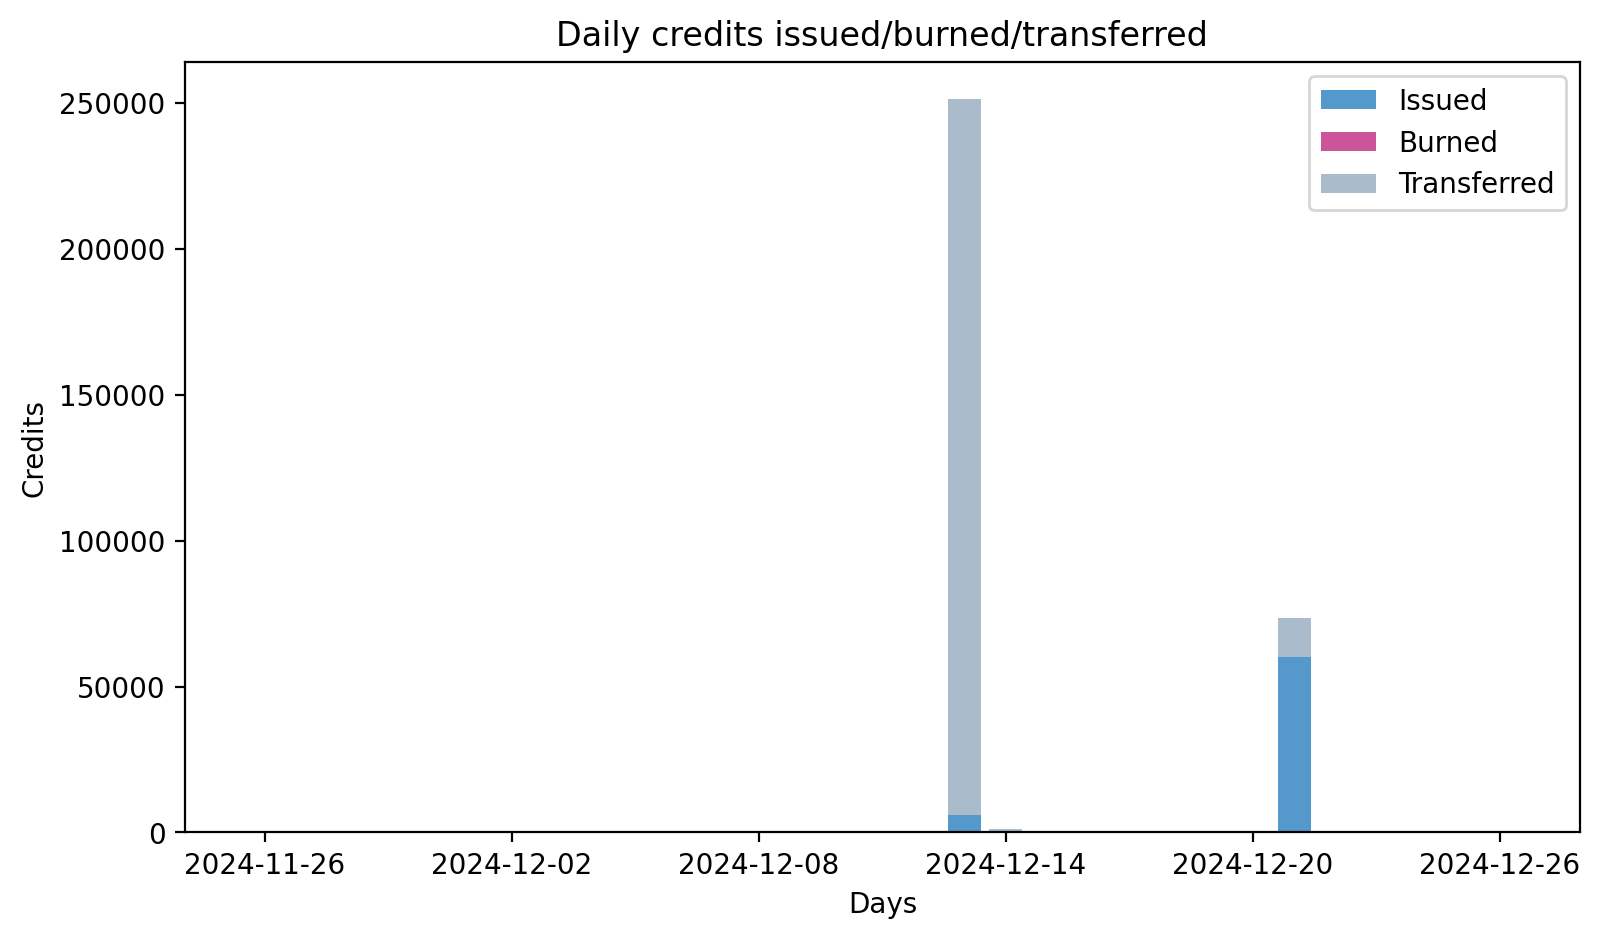 Daily credits issued/burned/transferred
Issued
Burned
Transferred
250000
200000
150000
100000
50000
0
Credits
2024-11-26
2024-12-02
2024-12-08
2024-12-14
2024-12-20
2024-12-26
Days